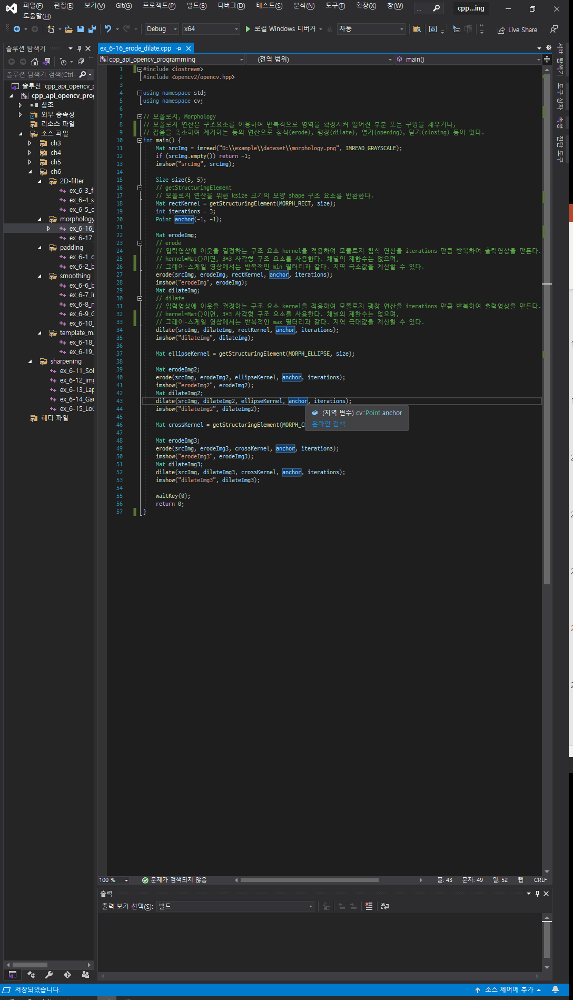 파일(F) 편집(E) 보기(V) Git(G) 프로젝트(P) 빌드(B) 디버그(D) 테스트(S) 분석(N) 도구(T) 확장(X) 창(W) ... cpp...ing
도움말(H)
Debug x64 로컬 Windows 디버거 자동 Live Share
솔루션 탐색기
솔루션 탐색기 검색(Ctrl+
솔루션 'cpp_api_opencv_p
cpp_api_opencv_prog
참조
외부 종속성
리소스 파일
소스 파일
ch3
ch4
ch5
ch6
2D-filter
ex_6-3_f
ex_6-4_s
ex_6-5_c
morphology
ex_6-16_
ex_6-17_
padding
ex_6-1_c
ex_6-2_b
smoothing
ex_6-6_b
ex_6-7_in
ex_6-8_n
ex_6-9_G
ex_6-10_
template_ma
ex_6-18_
ex_6-19_
sharpening
ex_6-11_Sol
ex_6-12_imo
ex_6-13_Lap
ex_6-14_Gau
ex_6-15_LoG
헤더 파일
ex_6-16_erode_dilate.cpp
cpp_api_opencv_programming (전역 범위) main()
1 #include <iostream>
2 #include <opencv2/opencv.hpp>
3
4 using namespace std;
5 using namespace cv;
6
7 // 모폴로지, Morphology
8 // 모폴로지 연산은 구조요소를 이용하여 반복적으로 영역을 확장시켜 떨어진 부분 또는 구멍을 채우거나,
9 // 잡음을 축소하여 제거하는 등의 연산으로 침식(erode), 팽창(dilate), 열기(opening), 닫기(closing) 등이 있다.
10 int main() {
11 Mat srcImg = imread("D:\\example\\dataset\\morphology.png", IMREAD_GRAYSCALE);
12 if (srcImg.empty()) return -1;
13 imshow("srcImg", srcImg);
14
15 Size size(5, 5);
16 // getStructuringElement
17 // 모폴로지 연산을 위한 ksize 크기의 모양 shape 구조 요소를 반환한다.
18 Mat rectKernel = getStructuringElement(MORPH_RECT, size);
19 int iterations = 3;
20 Point anchor(-1, -1);
21
22 Mat erodeImg;
23 // erode
24 // 입력영상에 이웃을 결정하는 구조 요소 kernel을 적용하여 모폴로지 침식 연산을 iterations 만큼 반복하여 출력영상을 만든다.
25 // kernel=Mat()이면, 3*3 사각형 구조 요소를 사용한다. 채널의 제한수는 없으며,
26 // 그레이-스케일 영상에서는 반복적인 min 필터리과 같다. 지역 극소값을 계산할 수 있다.
27 erode(srcImg, erodeImg, rectKernel, anchor, iterations);
28 imshow("erodeImg", erodeImg);
29 Mat dilateImg;
30 // dilate
31 // 입력영상에 이웃을 결정하는 구조 요소 kernel을 적용하여 모폴로지 팽창 연산을 iterations 만큼 반복하여 출력영상을 만든다.
32 // kernel=Mat()이면, 3*3 사각형 구조 요소를 사용한다. 채널의 제한수는 없으며,
33 // 그레이-스케일 영상에서는 반복적인 max 필터리과 같다. 지역 극대값을 계산할 수 있다.
34 dilate(srcImg, dilateImg, rectKernel, anchor, iterations);
35 imshow("dilateImg", dilateImg);
36
37 Mat ellipseKernel = getStructuringElement(MORPH_ELLIPSE, size);
38
39 Mat erodeImg2;
40 erode(srcImg, erodeImg2, ellipseKernel, anchor, iterations);
41 imshow("erodeImg2", erodeImg2);
42 Mat dilateImg2;
43 dilate(srcImg, dilateImg2, ellipseKernel, anchor, iterations);
44 imshow("dilateImg2", dilateImg2);
(지역 변수) cv::Point anchor
온라인 검색
45
46 Mat crossKernel = getStructuringElement(MORPH_C
47
48 Mat erodeImg3;
49 erode(srcImg, erodeImg3, crossKernel, anchor, iterations);
50 imshow("erodeImg3", erodeImg3);
51 Mat dilateImg3;
52 dilate(srcImg, dilateImg3, crossKernel, anchor, iterations);
53 imshow("dilateImg3", dilateImg3);
54
55 waitKey(0);
56 return 0;
57 }
서버 탐색기
도구 상자
속성
진단 도구
100 % 문제가 검색되지 않음 줄: 43 문자: 49 열: 52 탭 CRLF
출력
출력 보기 선택(S): 빌드
저장되었습니다. 소스 제어에 추가